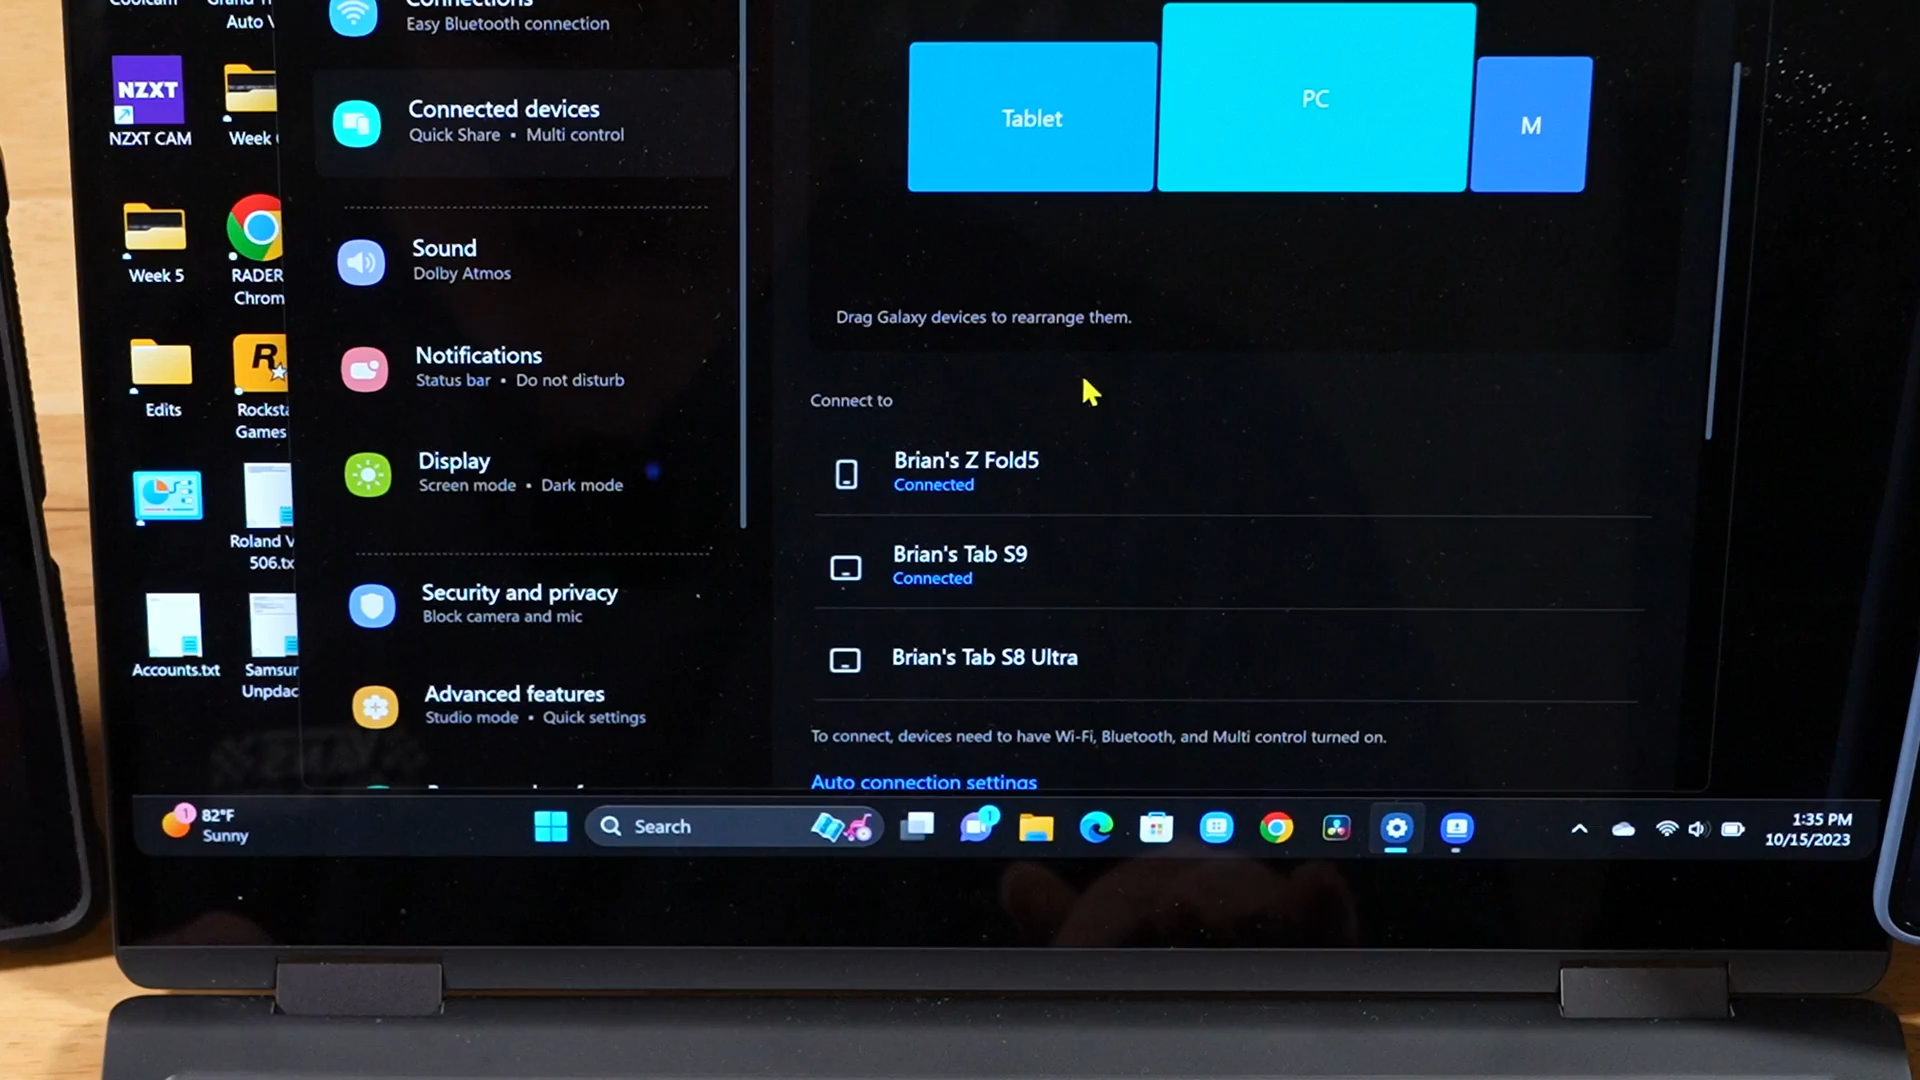 Auto V
NZXT
NZXT CAM
Week
Week 5
RADER
Chrom
Edits
R
Rocksta
Games
Roland V
506.tx
Accounts.txt
Samsun
Unpdac
Connections
Easy Bluetooth connection
Connected devices
Quick Share • Multi control
Sound
Dolby Atmos
Notifications
Status bar • Do not disturb
Display
Screen mode • Dark mode
Security and privacy
Block camera and mic
Advanced features
Studio mode • Quick settings
Tablet
PC
M
Drag Galaxy devices to rearrange them.
Connect to
Brian's Z Fold5
Connected
Brian's Tab S9
Connected
Brian's Tab S8 Ultra
To connect, devices need to have Wi-Fi, Bluetooth, and Multi control turned on.
Auto connection settings
1
82°F
Sunny
Search
1
1:35 PM
10/15/2023